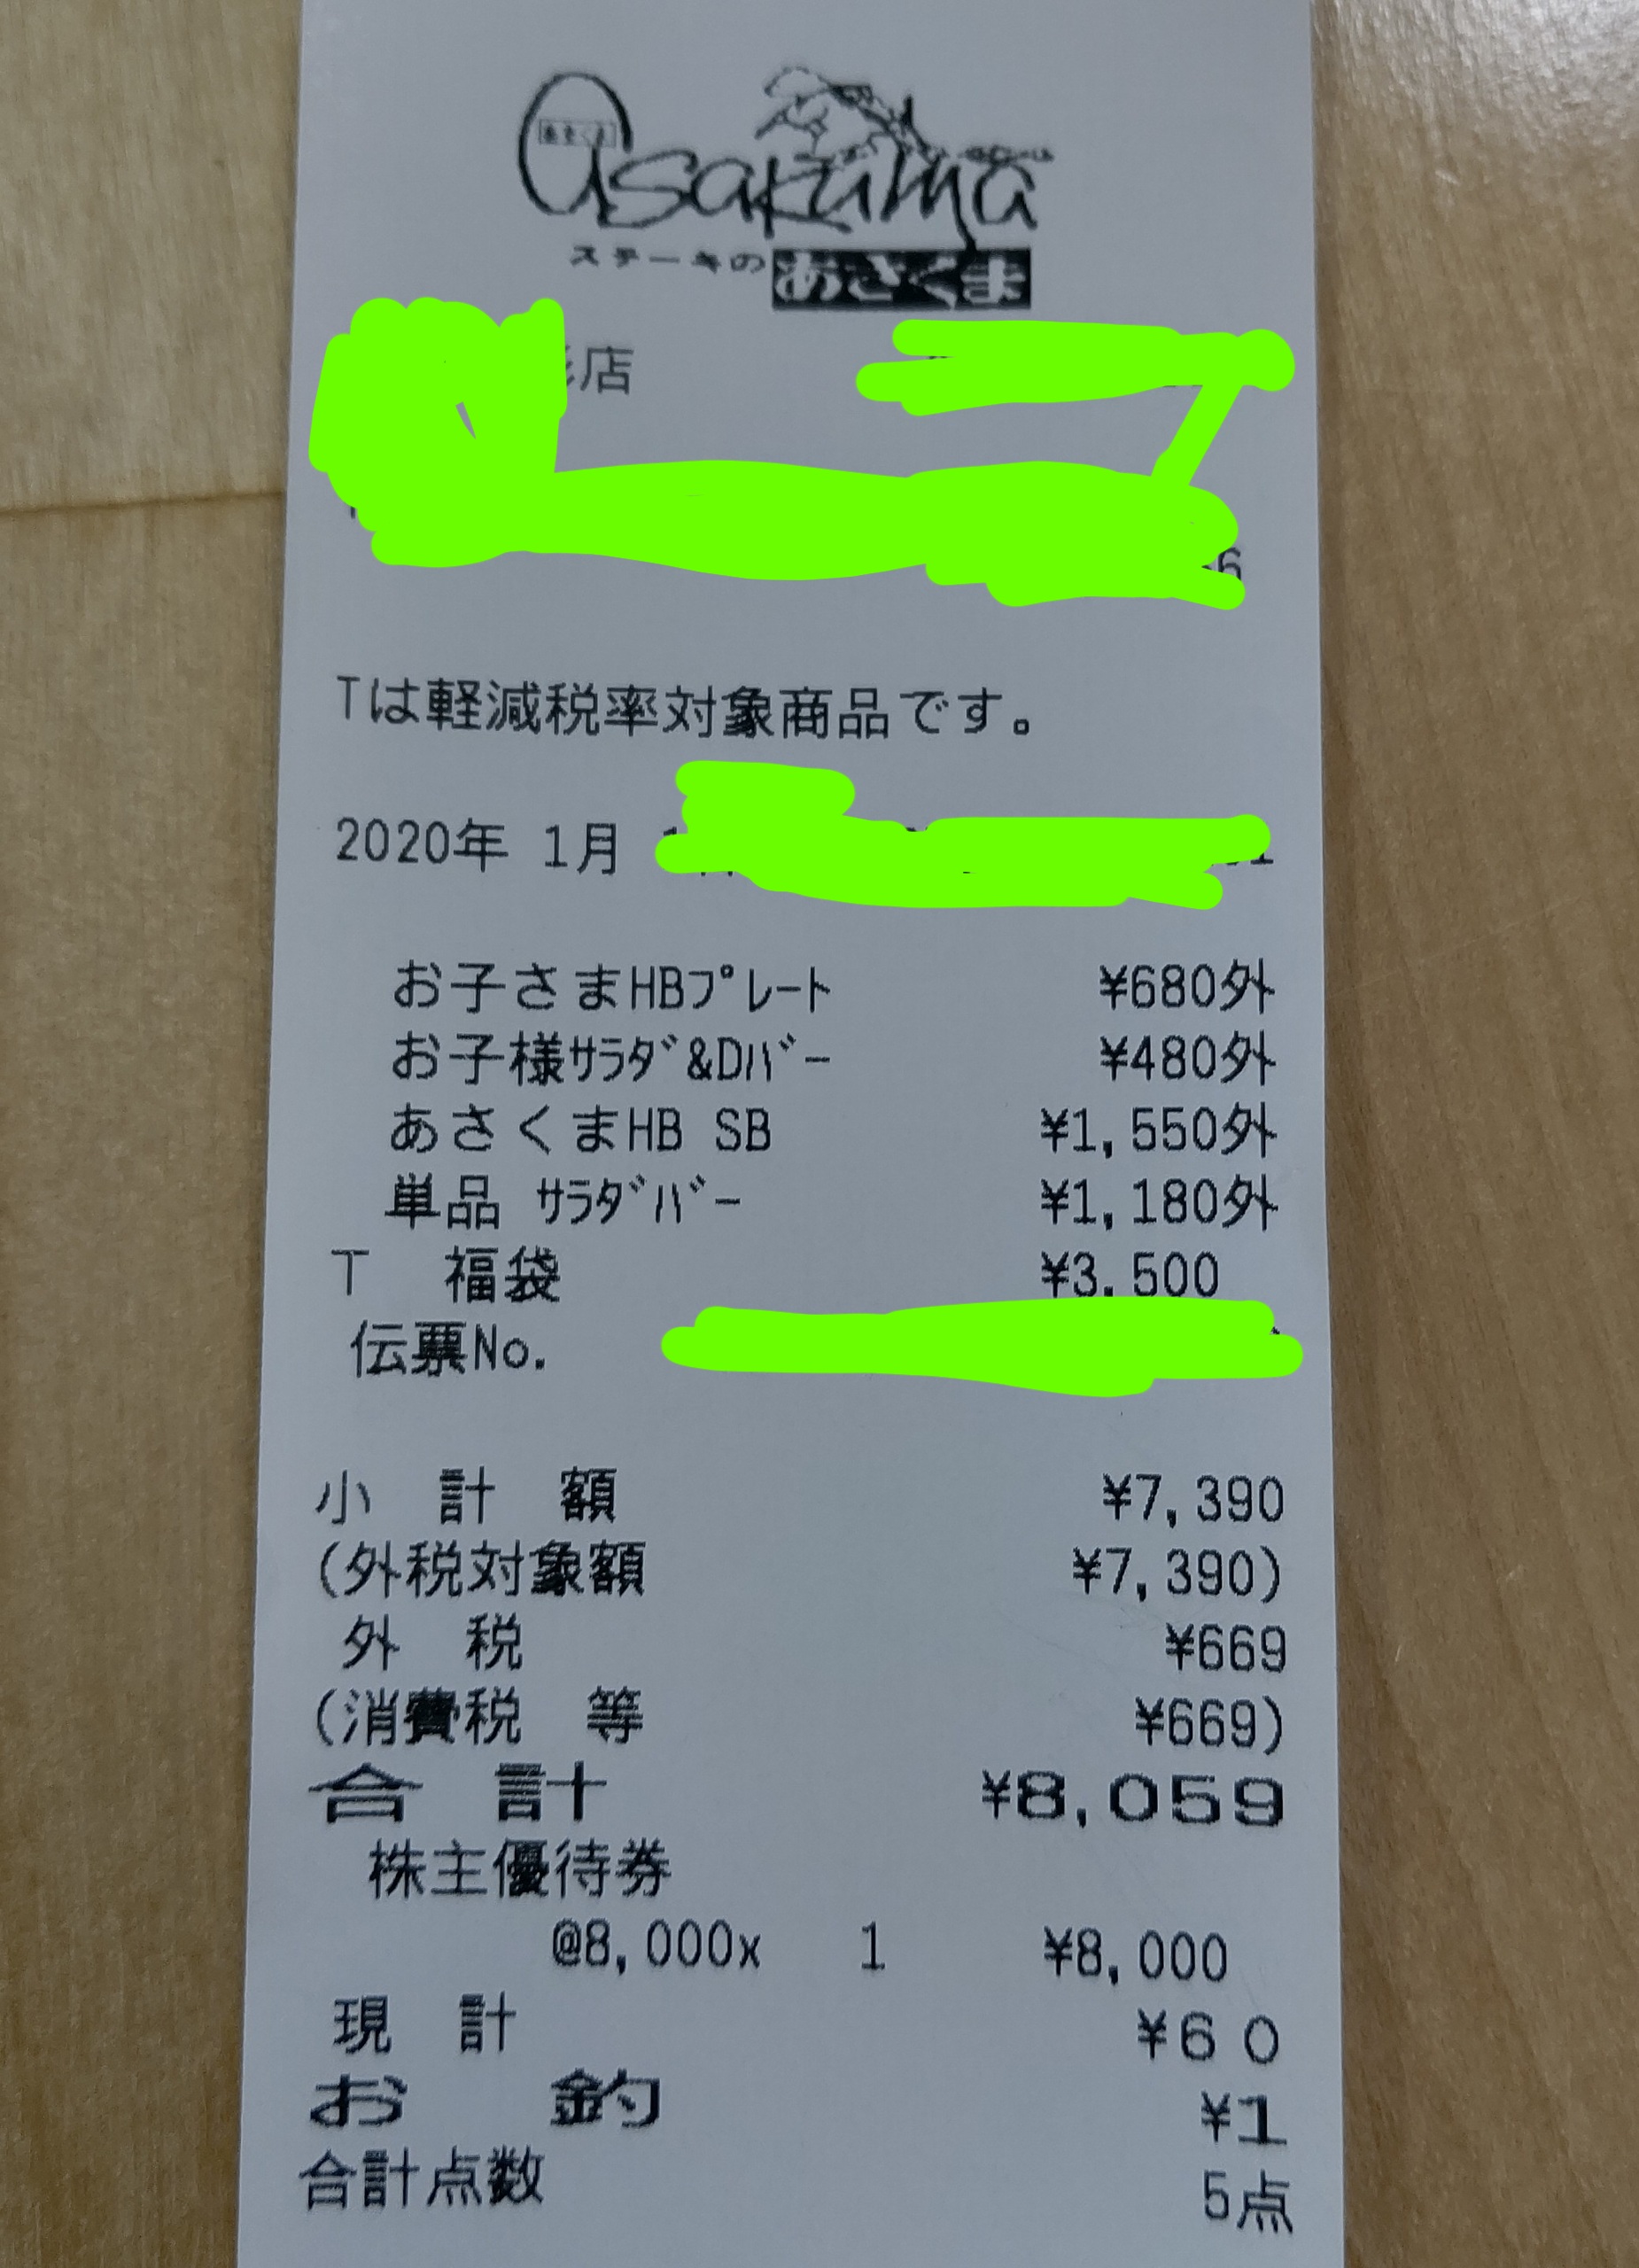 あさくま
Asakuma
ステーキのあさくま
店
Tは軽減税率対象商品です。
2020年 1月
お子さまHBﾌﾟﾚｰﾄ ¥680外
お子様ｻﾗﾀﾞ&Dﾊﾞｰ ¥480外
あさくまHB SB ¥1,550外
単品 ｻﾗﾀﾞﾊﾞｰ ¥1,180外
T 福袋 ¥3,500
伝票No.
小 計 額 ¥7,390
(外税対象額 ¥7,390)
外 税 ¥669
(消費税 等 ¥669)
合 計 ¥8,059
株主優待券
@8,000x 1 ¥8,000
現 計 ¥60
お 釣 ¥1
合計点数 5点